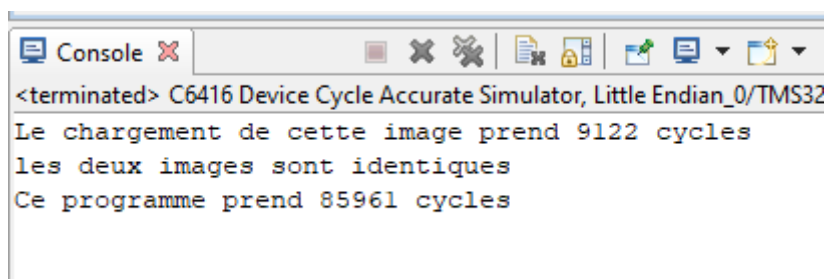 Console
<terminated> C6416 Device Cycle Accurate Simulator, Little Endian_0/TMS32
Le chargement de cette image prend 9122 cycles
les deux images sont identiques
Ce programme prend 85961 cycles